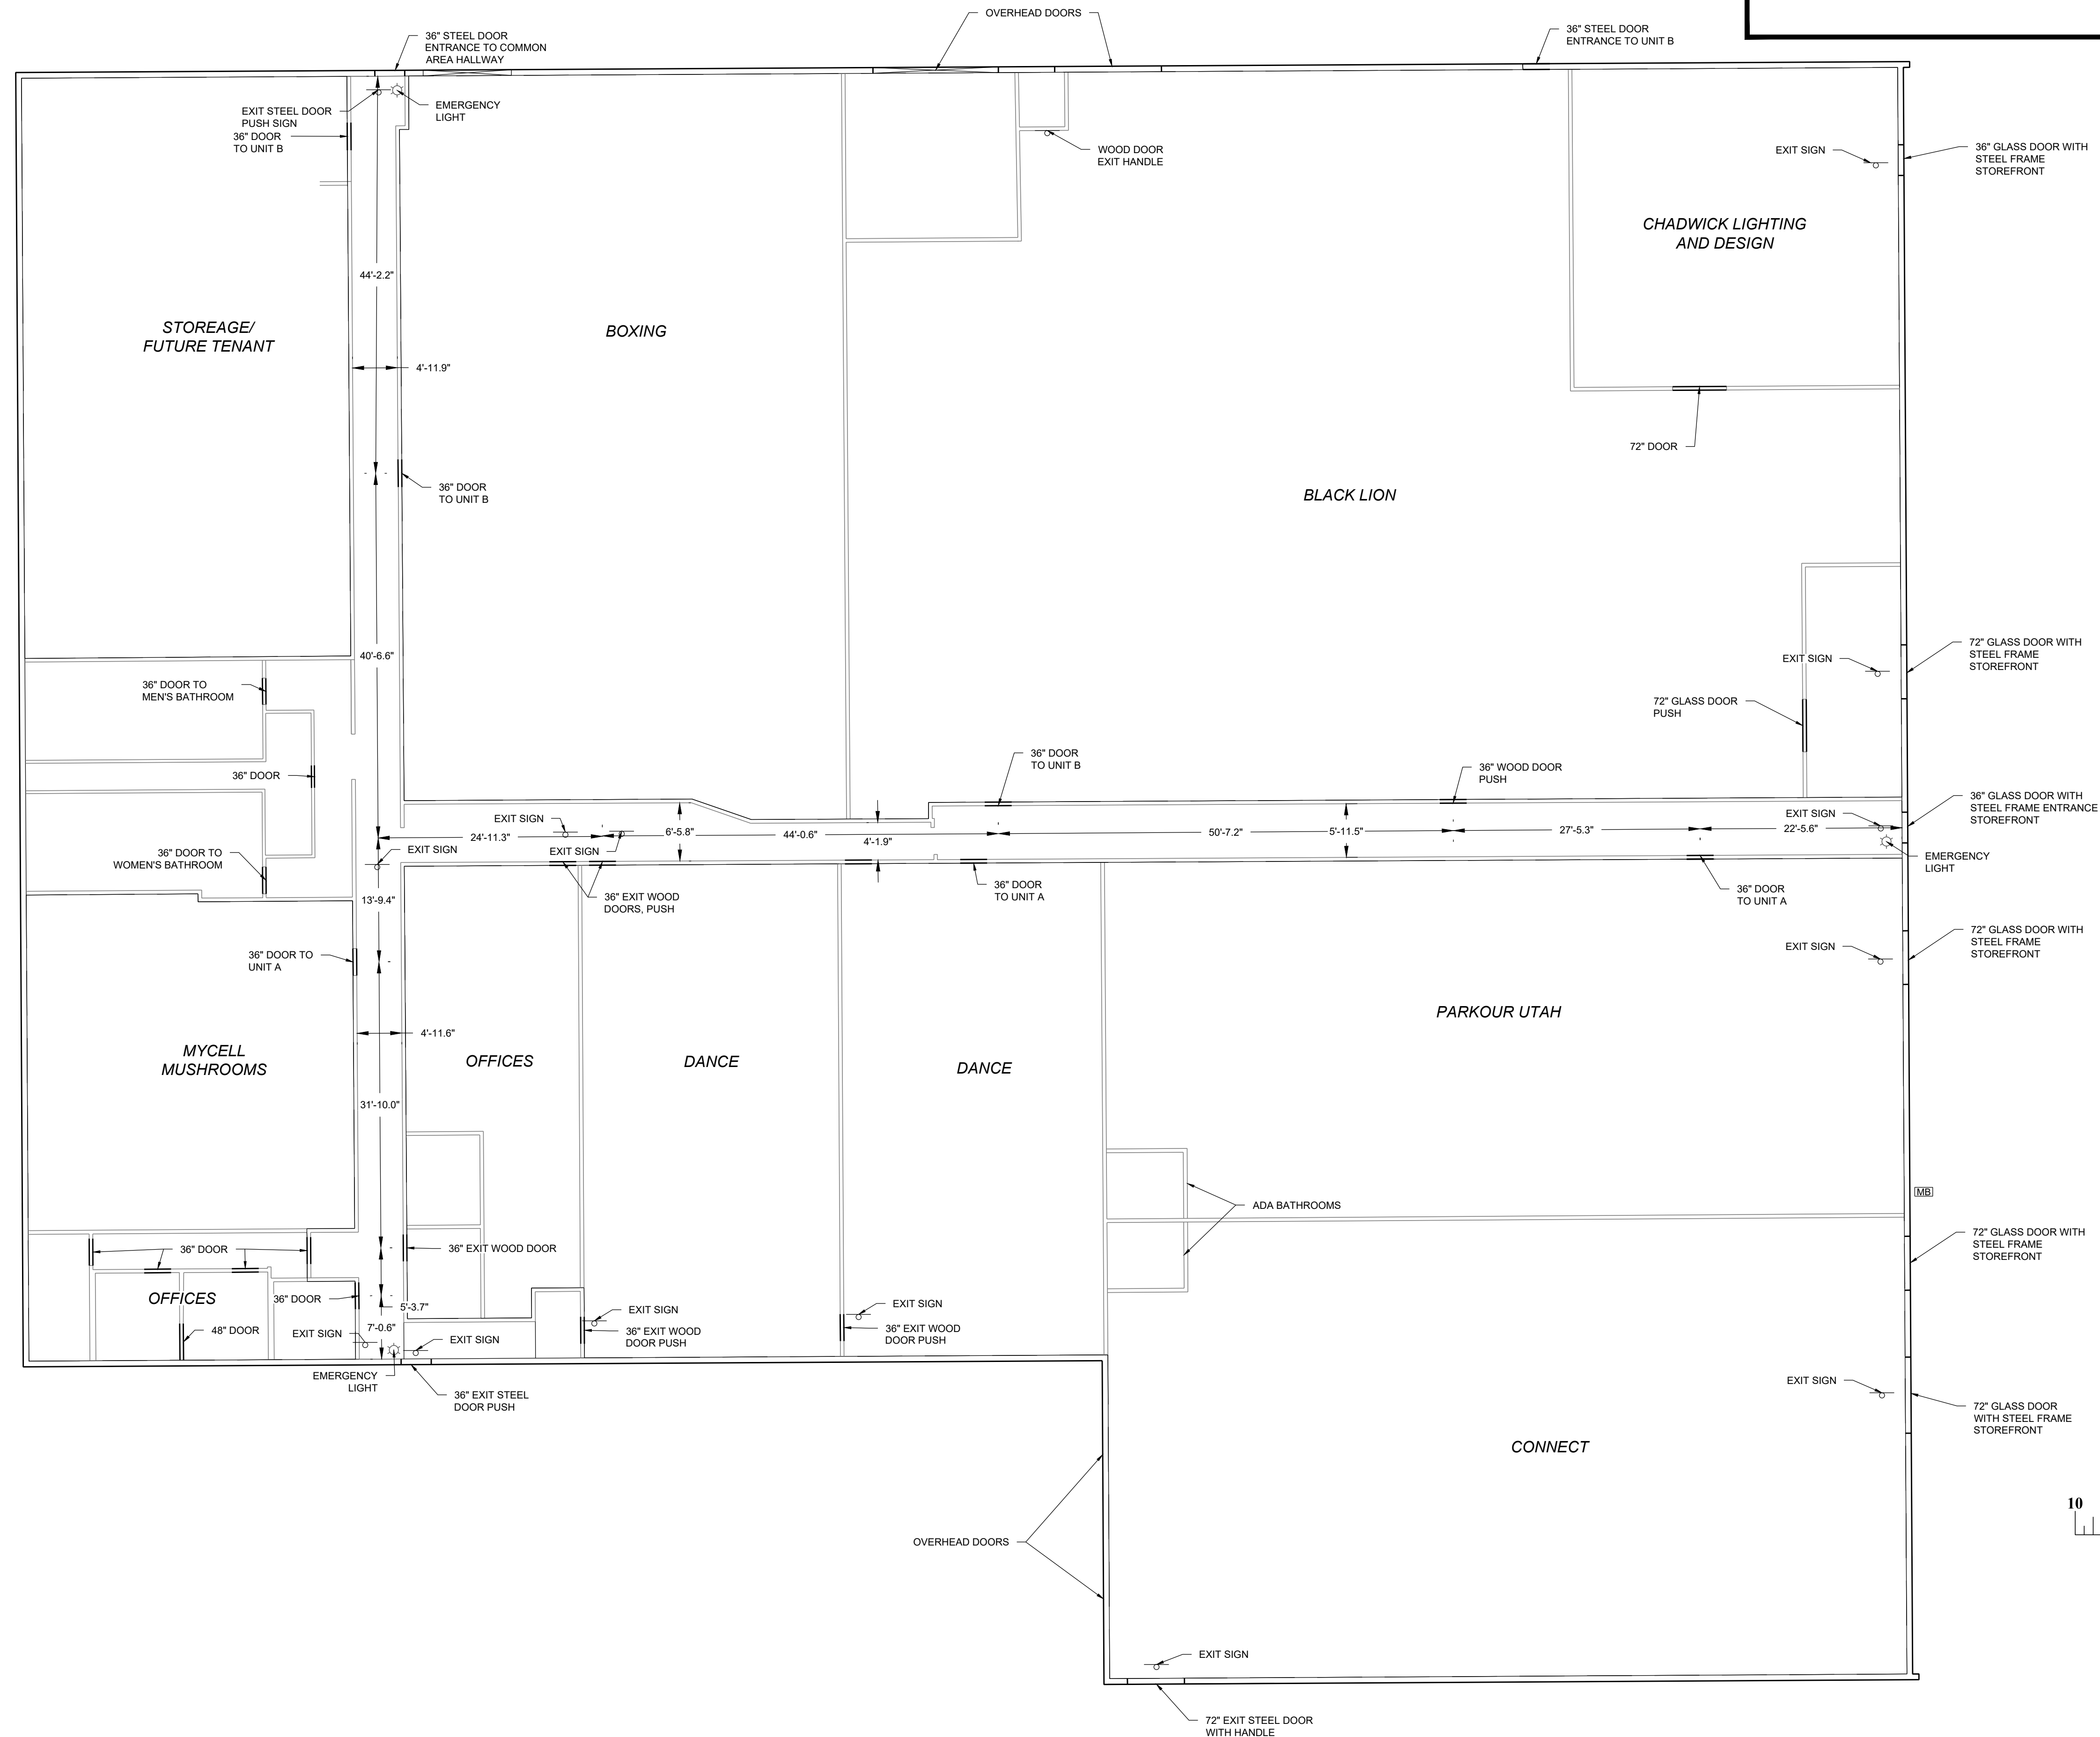 OVERHEAD DOORS
36" STEEL DOOR
ENTRANCE TO COMMON
AREA HALLWAY
36" STEEL DOOR
ENTRANCE TO UNIT B
EXIT STEEL DOOR
PUSH SIGN
EMERGENCY
LIGHT
36" DOOR
TO UNIT B
WOOD DOOR
EXIT HANDLE
EXIT SIGN
36" GLASS DOOR WITH
STEEL FRAME
STOREFRONT
CHADWICK LIGHTING
AND DESIGN
44'-2.2"
STOREAGE/
FUTURE TENANT
BOXING
4'-11.9"
72" DOOR
36" DOOR
TO UNIT B
BLACK LION
40'-6.6"
EXIT SIGN
72" GLASS DOOR WITH
STEEL FRAME
STOREFRONT
36" DOOR TO
MEN'S BATHROOM
72" GLASS DOOR
PUSH
36" DOOR
36" DOOR
TO UNIT B
36" WOOD DOOR
PUSH
36" GLASS DOOR WITH
STEEL FRAME ENTRANCE
STOREFRONT
EXIT SIGN
EXIT SIGN
24'-11.3"
6'-5.8"
44'-0.6"
4'-1.9"
50'-7.2"
5'-11.5"
27'-5.3"
22'-5.6"
EXIT SIGN
EXIT SIGN
36" DOOR TO
WOMEN'S BATHROOM
EMERGENCY
LIGHT
36" EXIT WOOD
DOORS, PUSH
36" DOOR
TO UNIT A
36" DOOR
TO UNIT A
13'-9.4"
72" GLASS DOOR WITH
STEEL FRAME
STOREFRONT
EXIT SIGN
36" DOOR TO
UNIT A
PARKOUR UTAH
4'-11.6"
MYCELL
MUSHROOMS
OFFICES
DANCE
DANCE
31'-10.0"
MB
ADA BATHROOMS
72" GLASS DOOR WITH
STEEL FRAME
STOREFRONT
36" DOOR
36" EXIT WOOD DOOR
OFFICES
36" DOOR
5'-3.7"
EXIT SIGN
EXIT SIGN
7'-0.6"
48" DOOR
EXIT SIGN
EXIT SIGN
36" EXIT WOOD
DOOR PUSH
36" EXIT WOOD
DOOR PUSH
EMERGENCY
LIGHT
36" EXIT STEEL
DOOR PUSH
EXIT SIGN
72" GLASS DOOR
WITH STEEL FRAME
STOREFRONT
CONNECT
10
OVERHEAD DOORS
EXIT SIGN
72" EXIT STEEL DOOR
WITH HANDLE